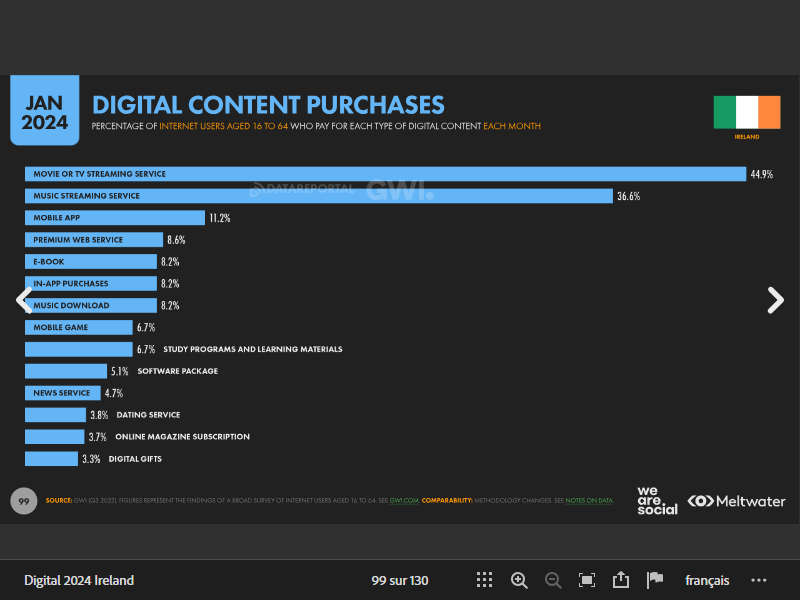 JAN
2024
DIGITAL CONTENT PURCHASES
PERCENTAGE OF INTERNET USERS AGED 16 TO 64 WHO PAY FOR EACH TYPE OF DIGITAL CONTENT EACH MONTH
IRELAND
MOVIE OR TV STREAMING SERVICE 44.9%
DATAREPORTAL GWI.
MUSIC STREAMING SERVICE 36.6%
MOBILE APP 11.2%
PREMIUM WEB SERVICE 8.6%
E-BOOK 8.2%
IN-APP PURCHASES 8.2%
MUSIC DOWNLOAD 8.2%
MOBILE GAME 6.7%
6.7% STUDY PROGRAMS AND LEARNING MATERIALS
5.1% SOFTWARE PACKAGE
NEWS SERVICE 4.7%
3.8% DATING SERVICE
3.7% ONLINE MAGAZINE SUBSCRIPTION
3.3% DIGITAL GIFTS
99 SOURCE: GWI (Q3 2023). FIGURES REPRESENT THE FINDINGS OF A BROAD SURVEY OF INTERNET USERS AGED 16 TO 64. SEE GWI.COM. COMPARABILITY: METHODOLOGY CHANGES. SEE NOTES ON DATA.
we
are
social
Meltwater
Digital 2024 Ireland 99 sur 130 français